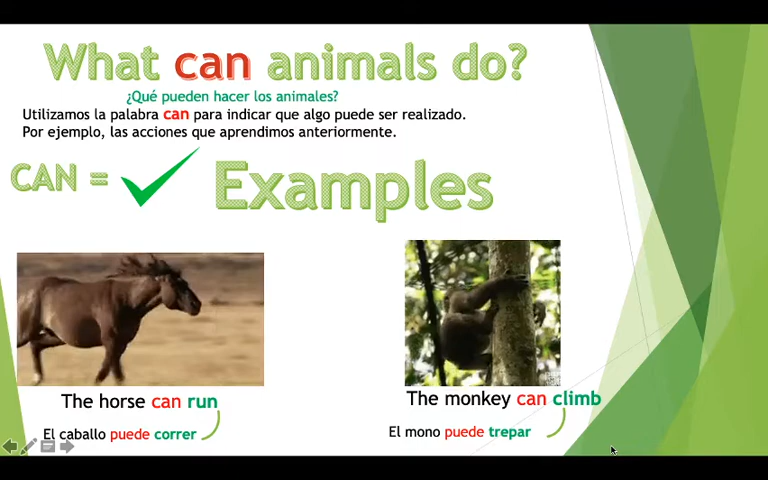 What can animals do?
¿Qué pueden hacer los animales?
Utilizamos la palabra can para indicar que algo puede ser realizado.
Por ejemplo, las acciones que aprendimos anteriormente.
CAN =
Examples
The horse can run
El caballo puede correr
The monkey can climb
El mono puede trepar